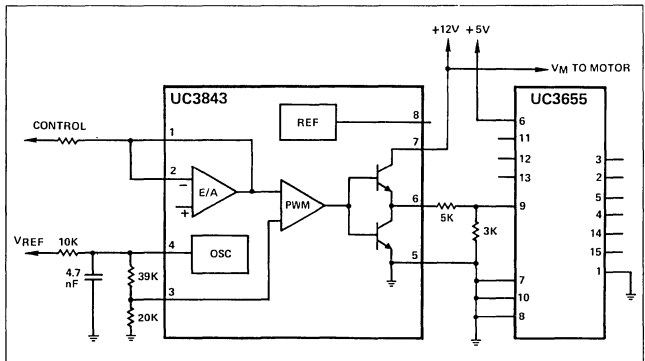 +12V +5V
VM TO MOTOR
UC3843
UC3655
REF
8
7
6
11
12
13
3
2
5
4
14
15
1
CONTROL
1
2
−
E/A
+
PWM
6
5K
9
3K
VREF
10K
4
OSC
5
4.7
nF
39K
3
20K
7
10
8